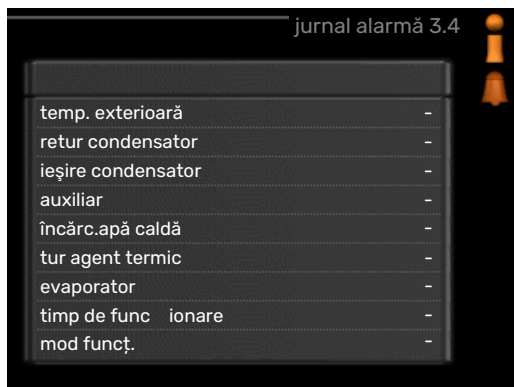 jurnal alarmă 3.4
temp. exterioară -
retur condensator -
ieşire condensator -
auxiliar -
încărc.apă caldă -
tur agent termic -
evaporator -
timp de func ionare -
mod funcț. -